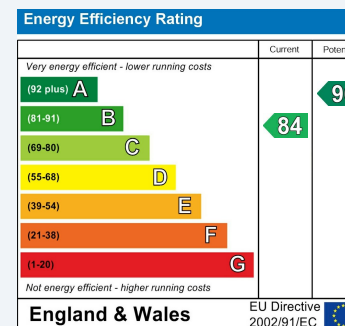 Energy Efficiency Rating
Current
Very energy efficient - lower running costs
(92 plus) A
(81-91) B
84
(69-80) C
(55-68) D
(39-54) E
(21-38) F
(1-20) G
Not energy efficient - higher running costs
England & Wales
EU Directive
2002/91/EC